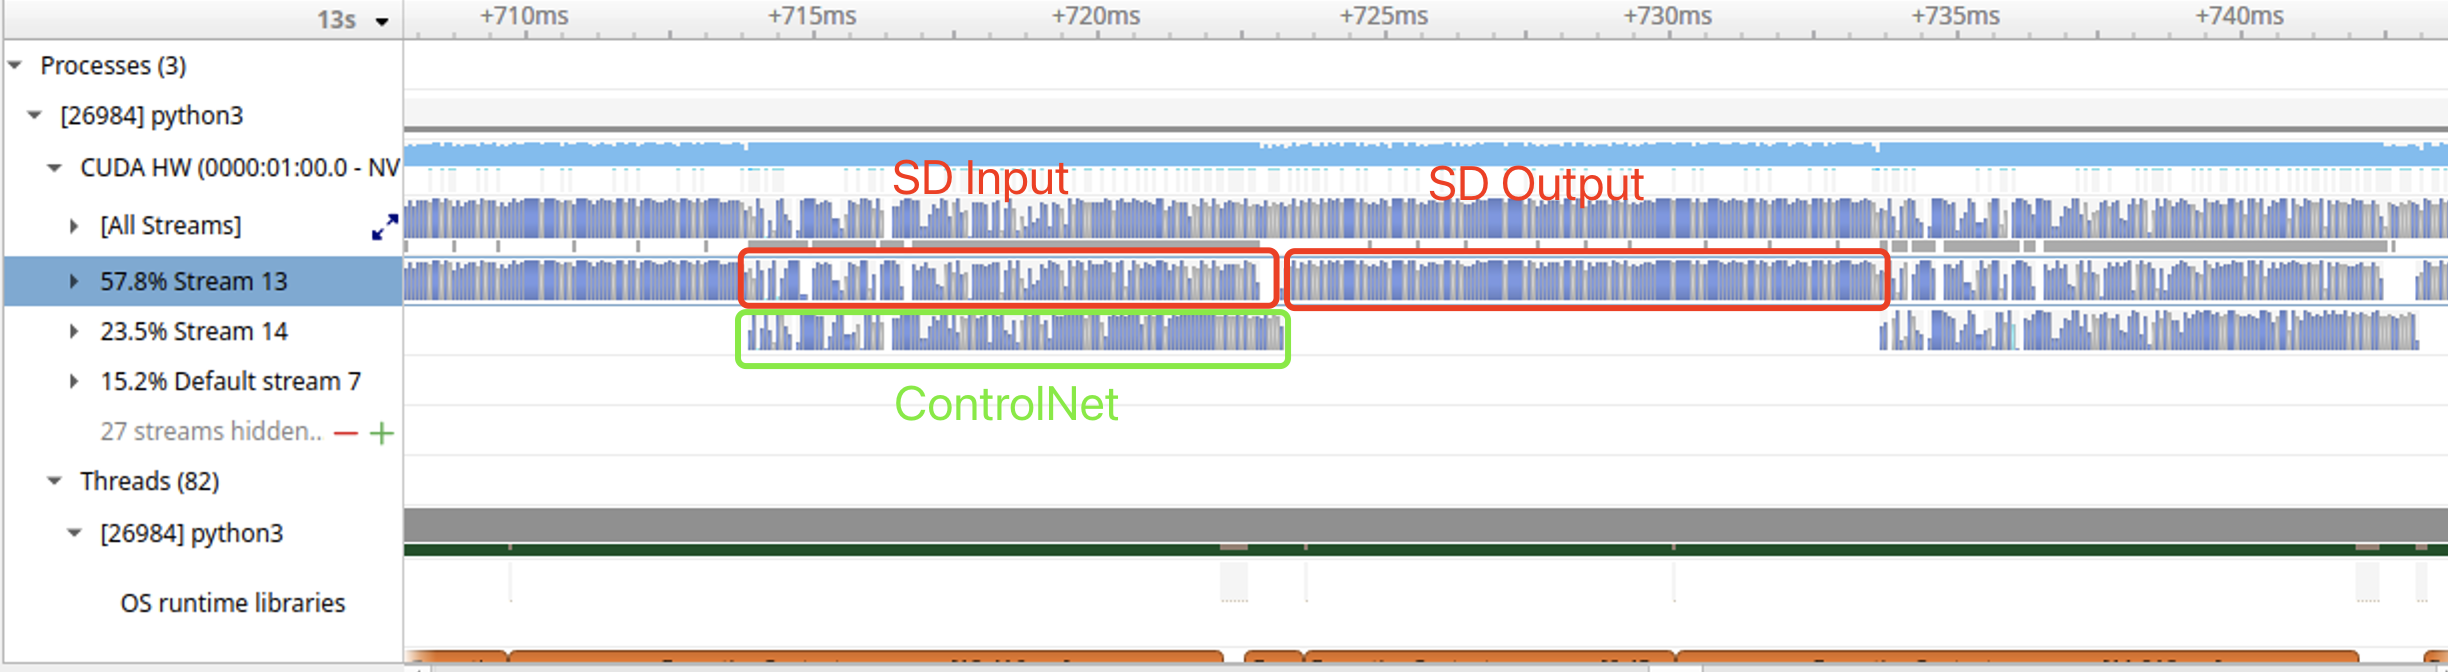 13s +710ms +715ms +720ms +725ms +730ms +735ms +740ms
Processes (3)
[26984] python3
CUDA HW (0000:01:00.0 - NV
SD Input
SD Output
[All Streams]
57.8% Stream 13
23.5% Stream 14
15.2% Default stream 7
ControlNet
27 streams hidden..
Threads (82)
[26984] python3
OS runtime libraries